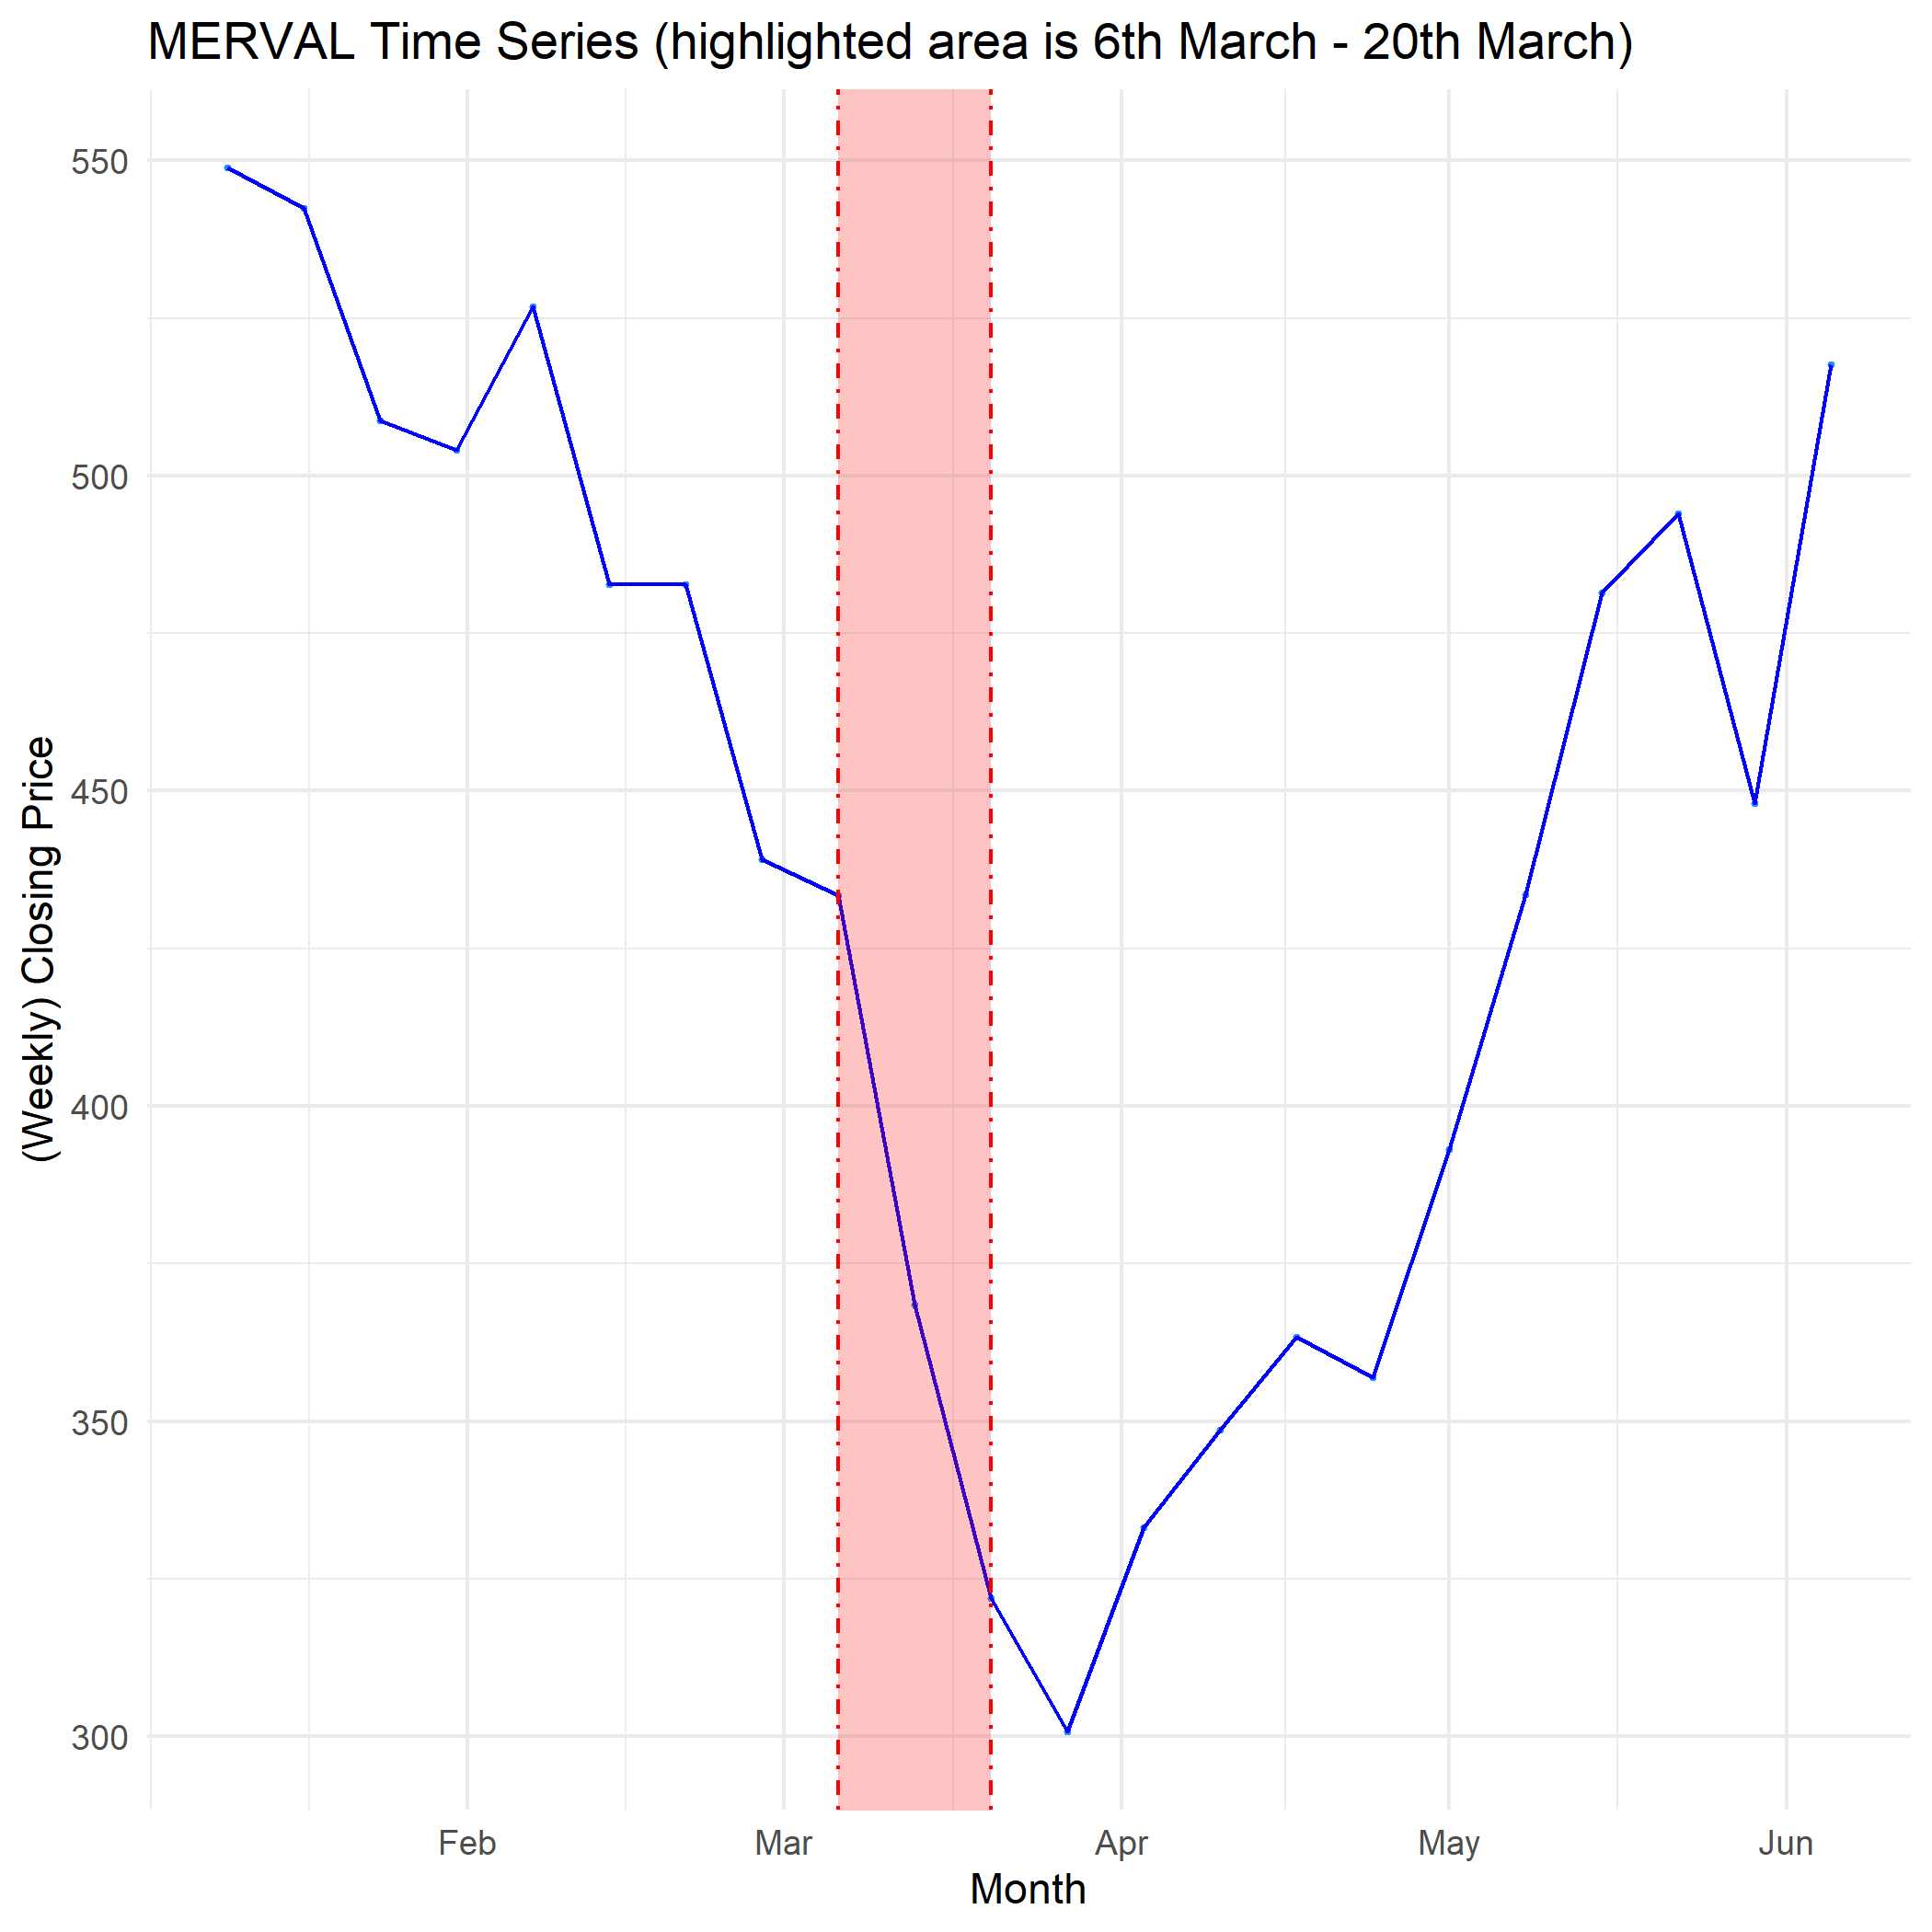 MERVAL Time Series (highlighted area is 6th March - 20th March)
550
500
450
400
350
300
(Weekly) Closing Price
Feb Mar Apr May Jun
Month